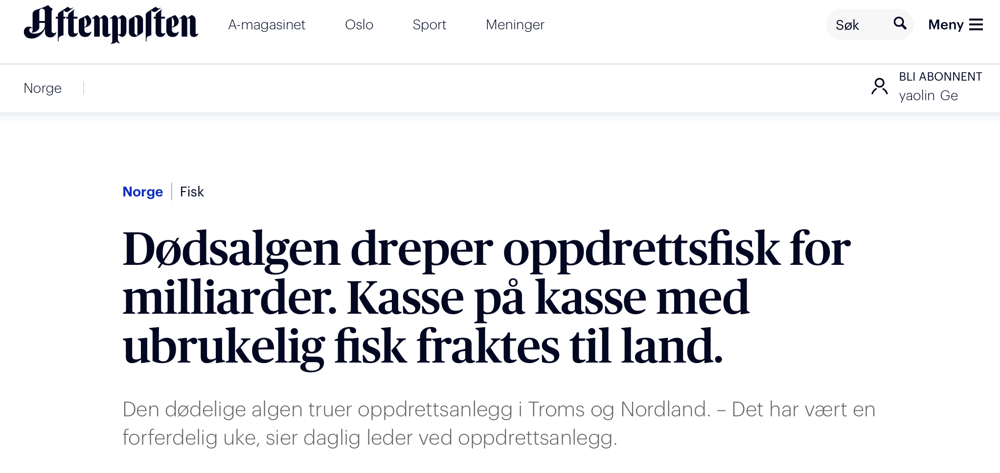 Aftenposten
A-magasinet
Oslo
Sport
Meninger
Søk
Meny
Norge
BLI ABONNENT
yaolin Ge
Norge
Fisk
Dødsalgen dreper oppdrettsfisk for
milliarder. Kasse på kasse med
ubrukelig fisk fraktes til land.
Den dødelige algen truer oppdrettsanlegg i Troms og Nordland. – Det har vært en
forferdelig uke, sier daglig leder ved oppdrettsanlegg.